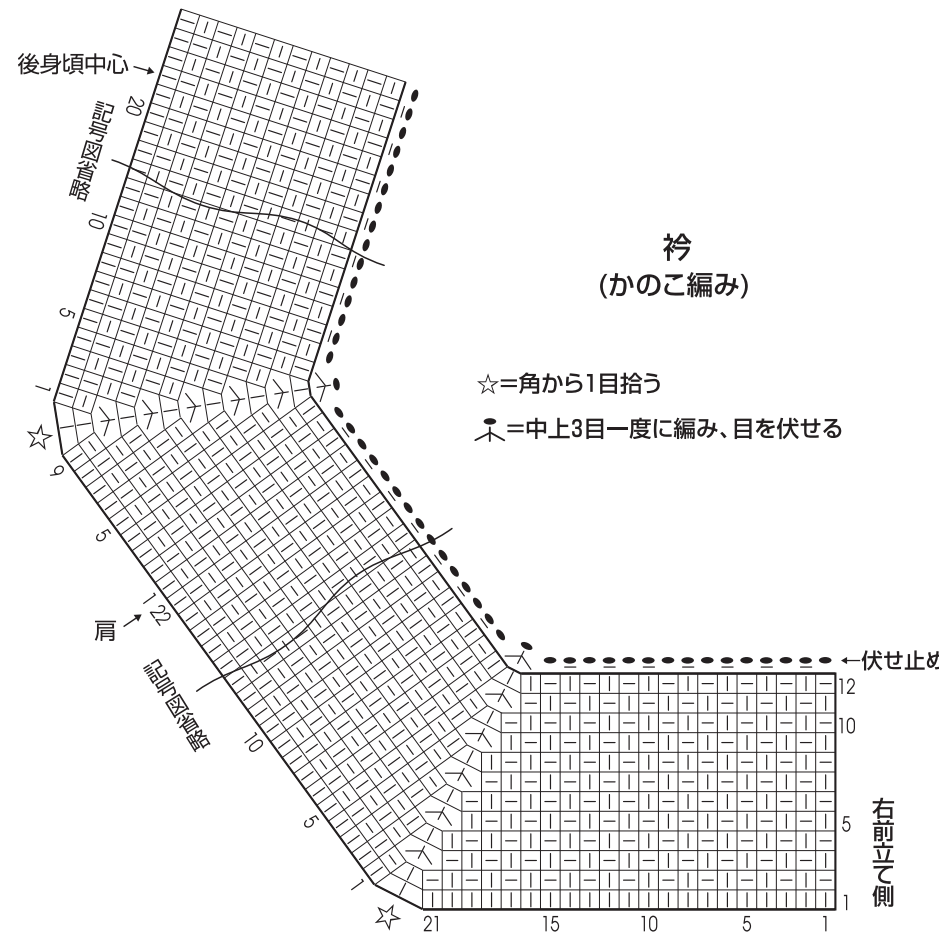 後身頃中心→
20
記号図省略
10
5
1
☆
9
5
1
22
肩→
記号図省略
10
5
1
☆
衿
(かのこ編み)
☆=角から1目拾う
=中上3目一度に編み、目を伏せる
←伏せ止め
12
10
5
1
右前立て側
21 15 10 5 1